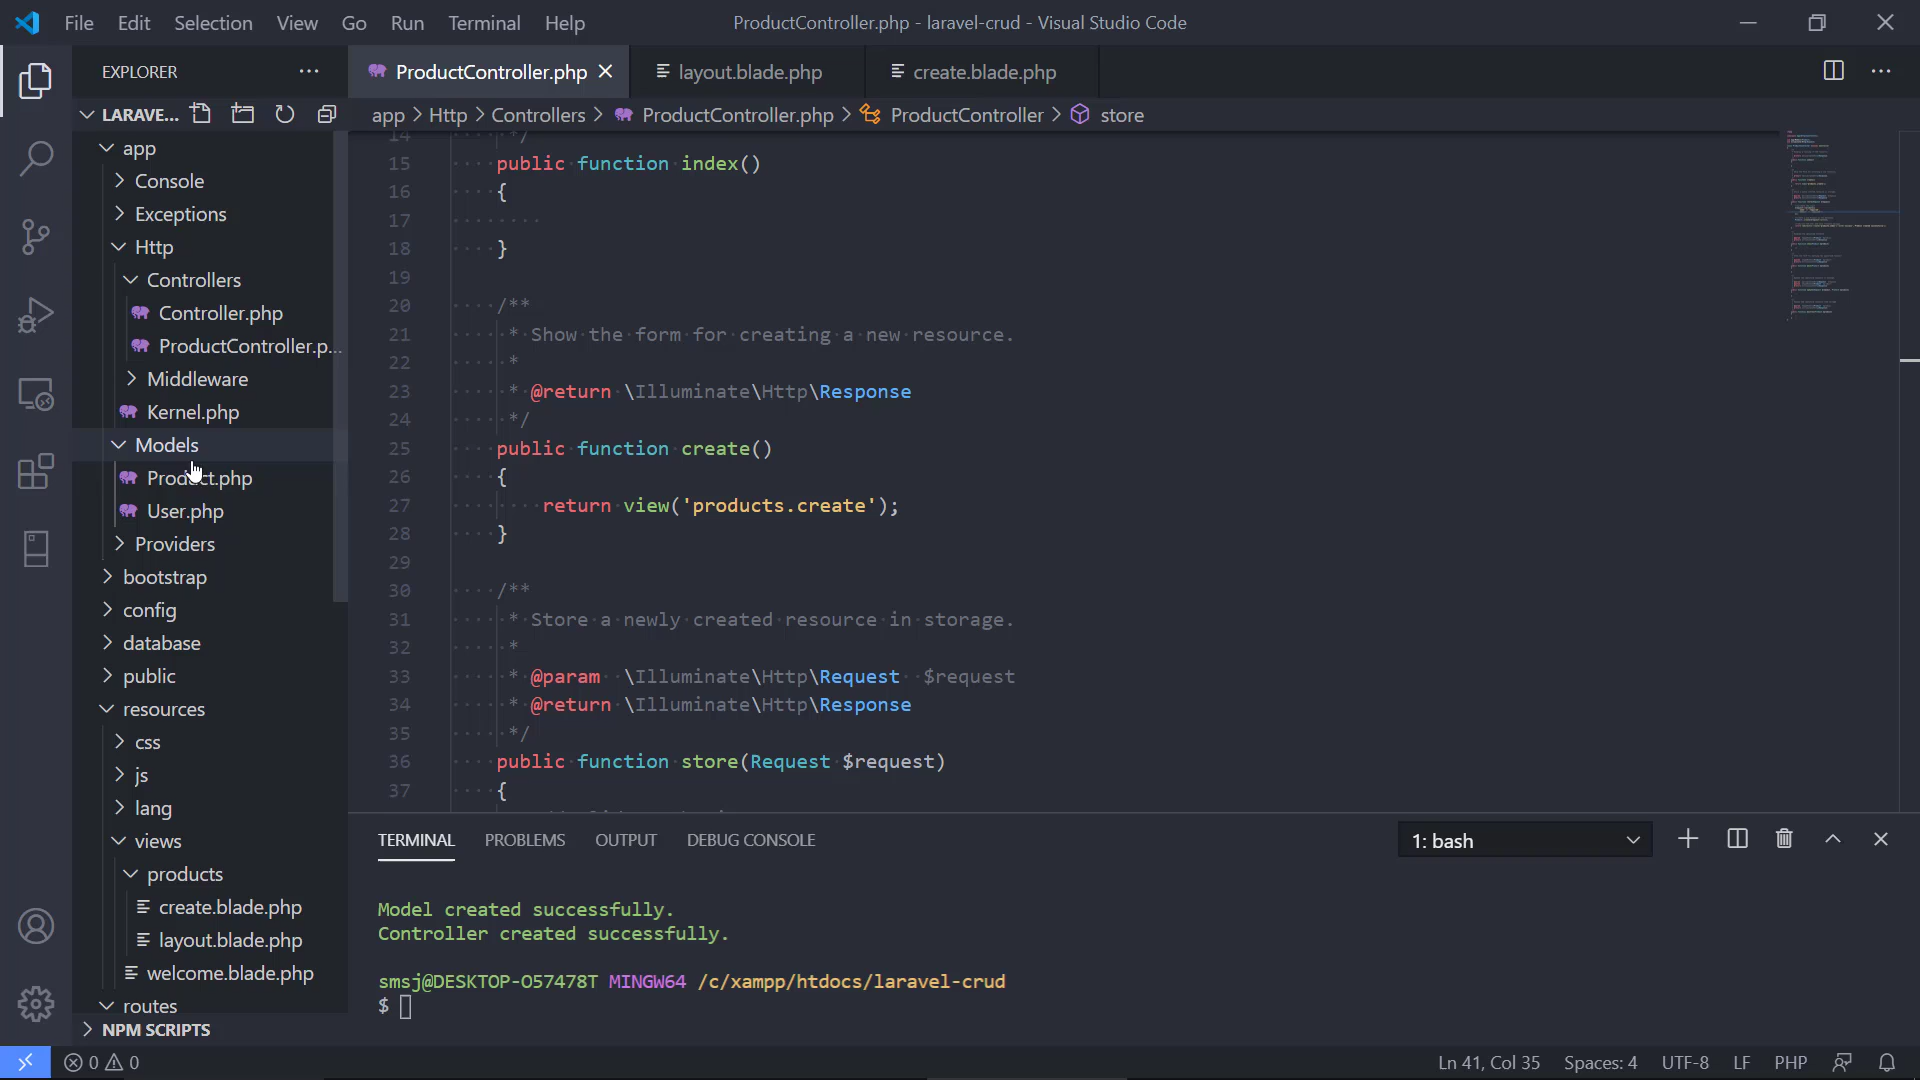 File Edit Selection View Go Run Terminal Help
ProductController.php - laravel-crud - Visual Studio Code
EXPLORER
ProductController.php
layout.blade.php
create.blade.php
LARAVE...
app > Http > Controllers > ProductController.php > ProductController > store
app
Console
Exceptions
Http
Controllers
Controller.php
ProductController.p...
Middleware
Kernel.php
Models
Product.php
User.php
Providers
bootstrap
config
database
public
resources
css
js
lang
views
products
create.blade.php
layout.blade.php
welcome.blade.php
routes
NPM SCRIPTS
14 */
15 public function index()
16 {
17
18 }
19
20 /**
21 * Show the form for creating a new resource.
22 *
23 * @return \Illuminate\Http\Response
24 */
25 public function create()
26 {
27 return view('products.create');
28 }
29
30 /**
31 * Store a newly created resource in storage.
32 *
33 * @param  \Illuminate\Http\Request  $request
34 * @return \Illuminate\Http\Response
35 */
36 public function store(Request $request)
37 {
TERMINAL PROBLEMS OUTPUT DEBUG CONSOLE
1: bash
Model created successfully.
Controller created successfully.
smsj@DESKTOP-O57478T MINGW64 /c/xampp/htdocs/laravel-crud
$
0 0
Ln 41, Col 35 Spaces: 4 UTF-8 LF PHP